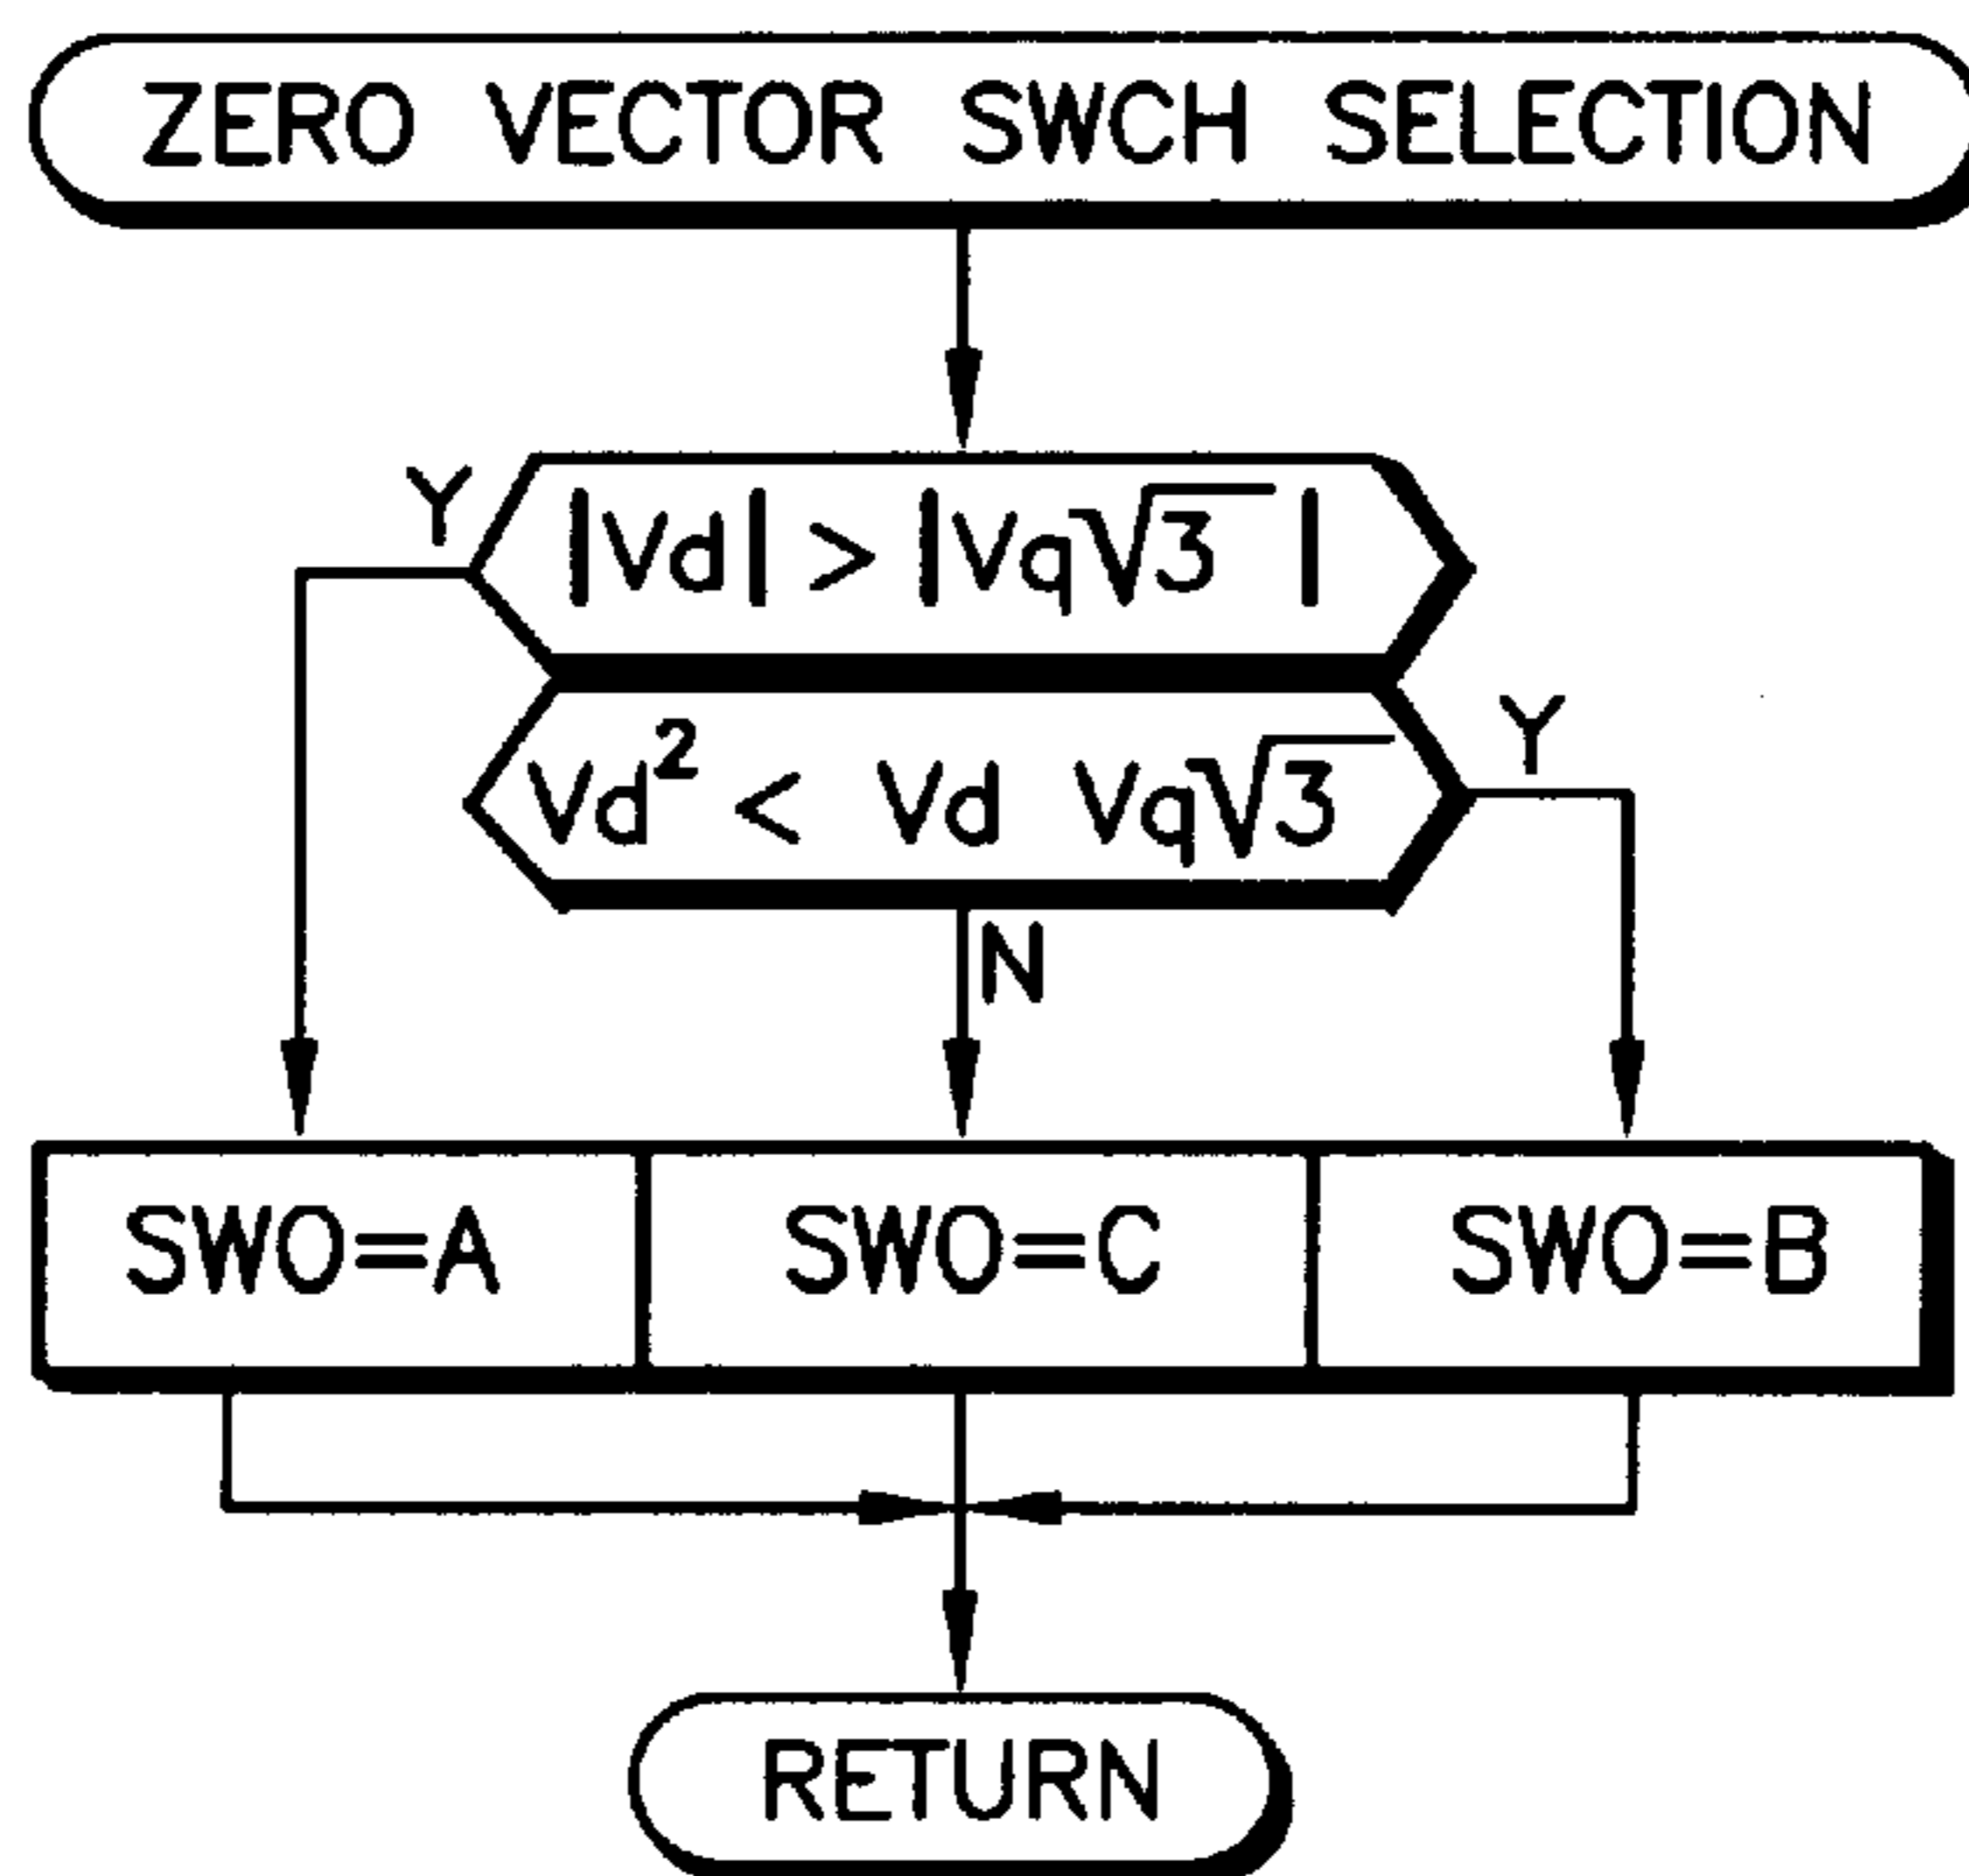 ZERO VECTOR SWCH SELECTION
Y
|Vd| > |Vq√3 |
Vd² < Vd Vq√3
Y
N
SWO=A
SWO=C
SWO=B
RETURN